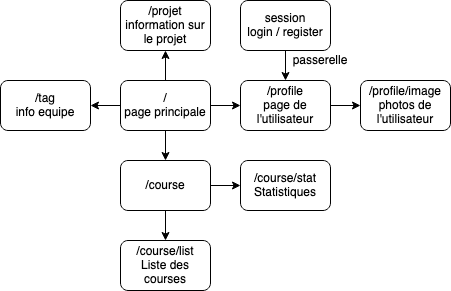 /projet
information sur
le projet
session
login / register
passerelle
/tag
info equipe
/
page principale
/profile
page de
l'utilisateur
/profile/image
photos de
l'utilisateur
/course
/course/stat
Statistiques
/course/list
Liste des
courses